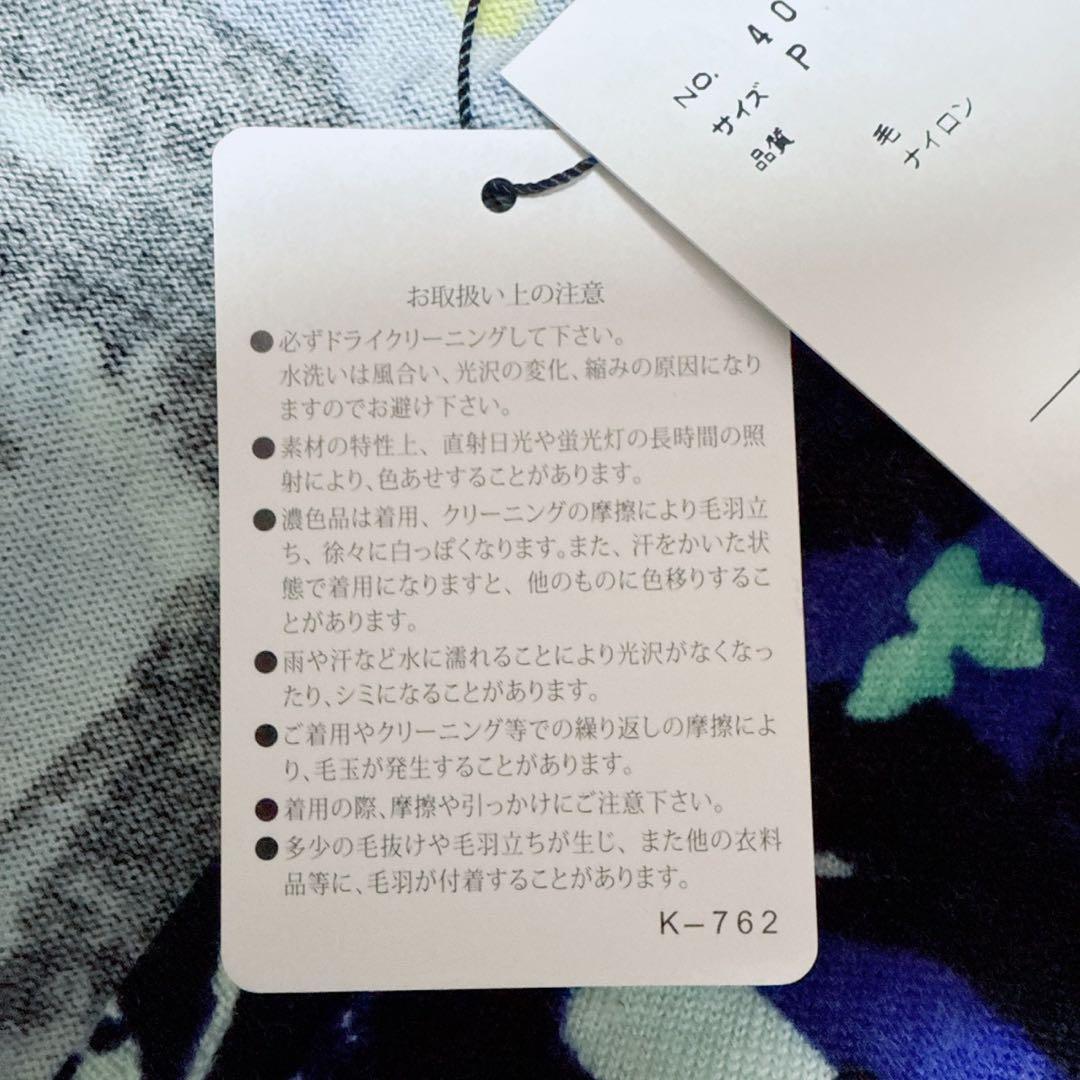 NO. 40
サイズ P
品質 毛
ナイロン
お取扱い上の注意
● 必ずドライクリーニングして下さい。
水洗いは風合い、光沢の変化、縮みの原因になり
ますのでお避け下さい。
● 素材の特性上、直射日光や蛍光灯の長時間の照
射により、色あせすることがあります。
● 濃色品は着用、クリーニングの摩擦により毛羽立
ち、徐々に白っぽくなります。また、汗をかいた状
態で着用になりますと、他のものに色移りするこ
とがあります。
● 雨や汗など水に濡れることにより光沢がなくなっ
たり、シミになることがあります。
● ご着用やクリーニング等での繰り返しの摩擦によ
り、毛玉が発生することがあります。
● 着用の際、摩擦や引っかけにご注意下さい。
● 多少の毛抜けや毛羽立ちが生じ、また他の衣料
品等に、毛羽が付着することがあります。
K-762